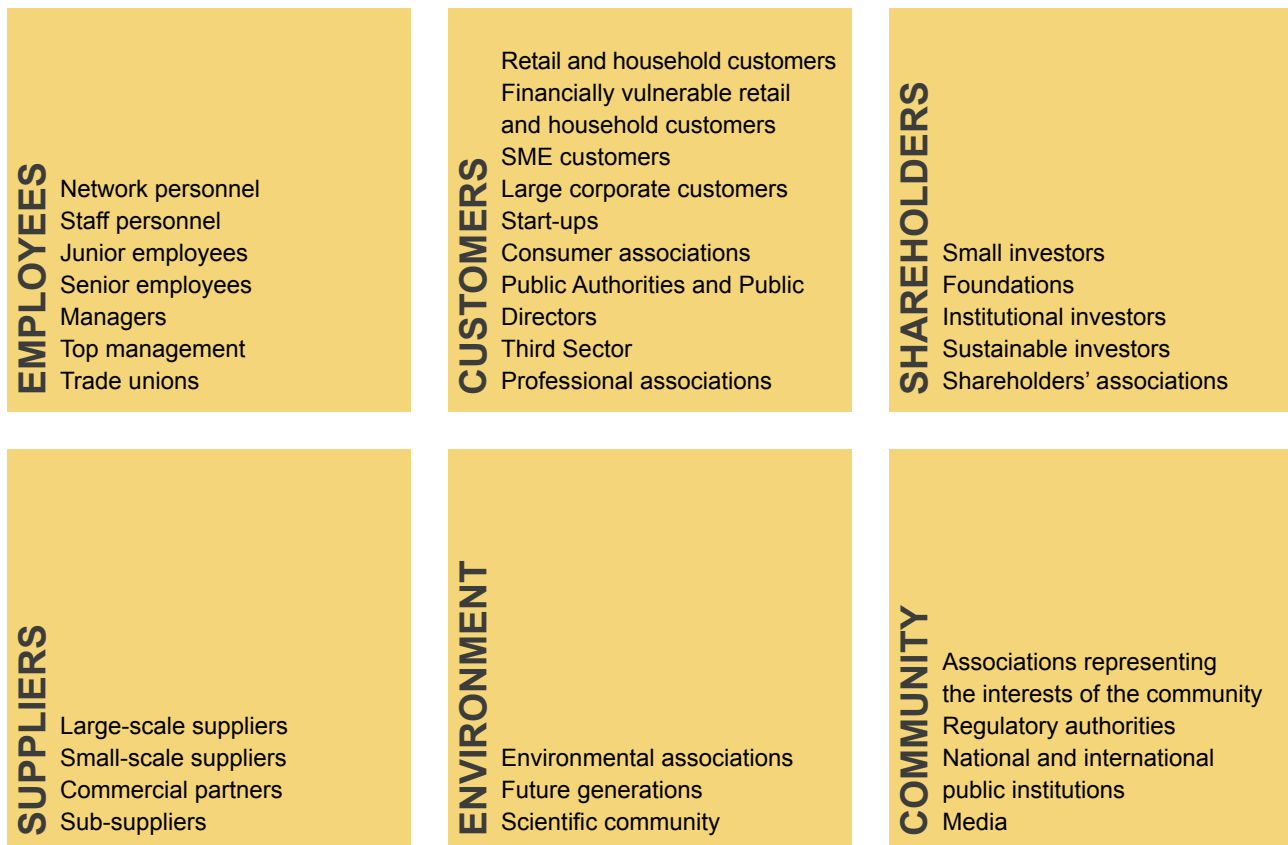 EMPLOYEES
Network personnel
Staff personnel
Junior employees
Senior employees
Managers
Top management
Trade unions
CUSTOMERS
Retail and household customers
Financially vulnerable retail
and household customers
SME customers
Large corporate customers
Start-ups
Consumer associations
Public Authorities and Public
Directors
Third Sector
Professional associations
SHAREHOLDERS
Small investors
Foundations
Institutional investors
Sustainable investors
Shareholders’ associations
SUPPLIERS
Large-scale suppliers
Small-scale suppliers
Commercial partners
Sub-suppliers
ENVIRONMENT
Environmental associations
Future generations
Scientific community
COMMUNITY
Associations representing
the interests of the community
Regulatory authorities
National and international
public institutions
Media